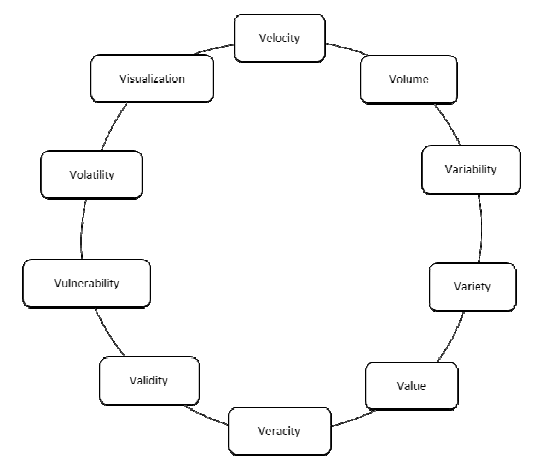 Velocity
Volume
Variability
Variety
Value
Veracity
Validity
Vulnerability
Volatility
Visualization